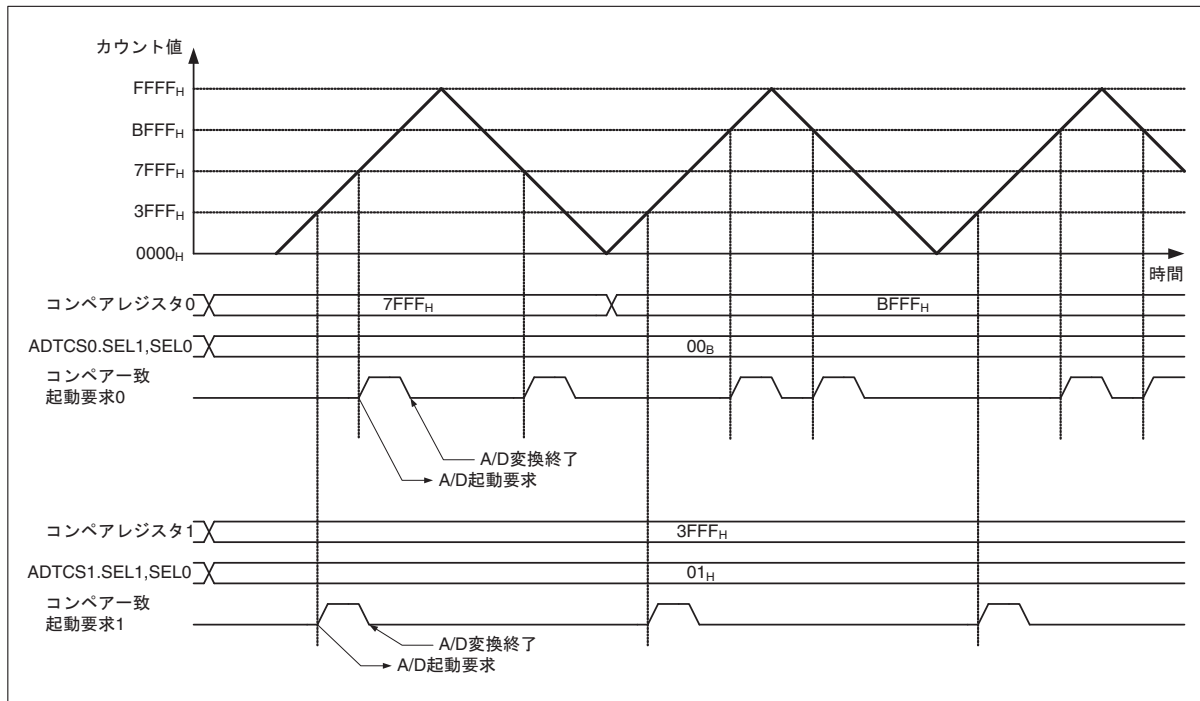 カウント値
FFFFH
BFFFH
7FFFH
3FFFH
0000H
時間
コンペアレジスタ0
7FFFH
BFFFH
ADTCS0.SEL1,SEL0
00B
コンペア一致
起動要求0
A/D変換終了
A/D起動要求
コンペアレジスタ1
3FFFH
ADTCS1.SEL1,SEL0
01H
コンペア一致
起動要求1
A/D変換終了
A/D起動要求